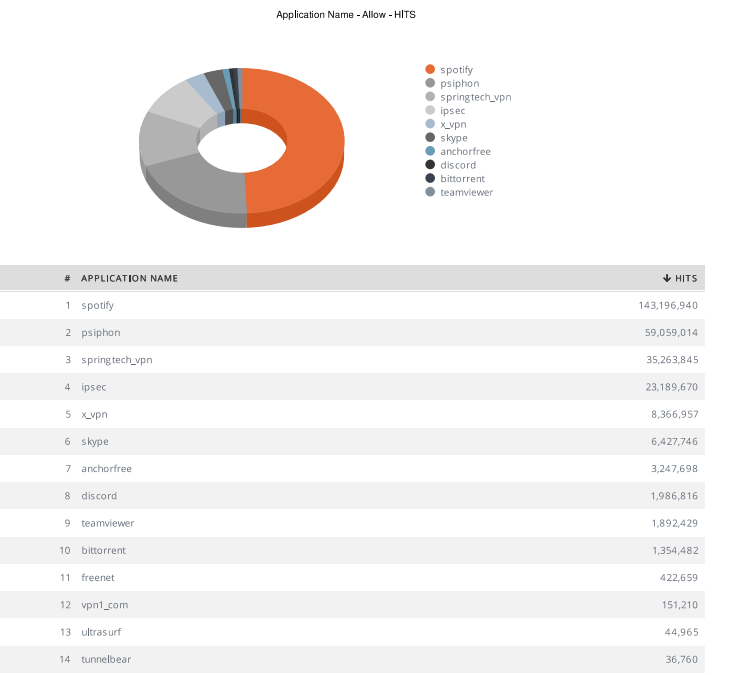 Application Name - Allow - HITS
spotify
psiphon
springtech_vpn
ipsec
x_vpn
skype
anchorfree
discord
bittorrent
teamviewer
# APPLICATION NAME ↓ HITS
1 spotify 143,196,940
2 psiphon 59,059,014
3 springtech_vpn 35,263,845
4 ipsec 23,189,670
5 x_vpn 8,366,957
6 skype 6,427,746
7 anchorfree 3,247,698
8 discord 1,986,816
9 teamviewer 1,892,429
10 bittorrent 1,354,482
11 freenet 422,659
12 vpn1_com 151,210
13 ultrasurf 44,965
14 tunnelbear 36,760